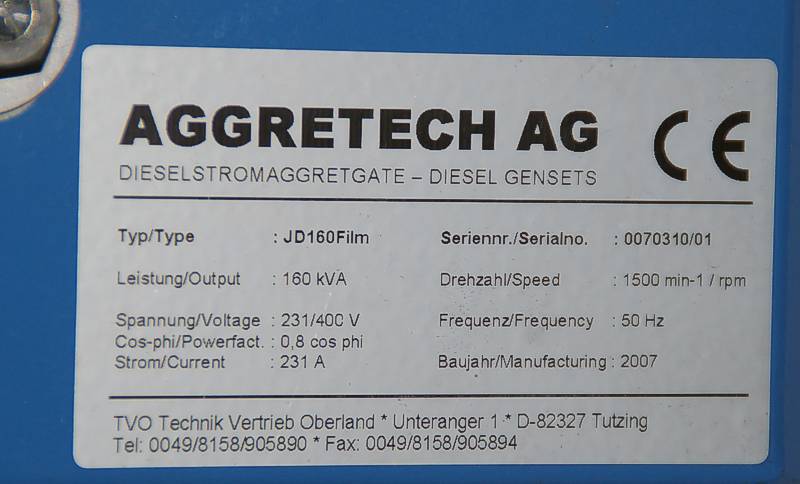 AGGRETECH AG CE
DIESELSTROMAGGRETGATE – DIESEL GENSETS
Typ/Type : JD160Film Seriennr./Serialno. : 0070310/01
Leistung/Output : 160 kVA Drehzahl/Speed : 1500 min-1 / rpm
Spannung/Voltage : 231/400 V Frequenz/Frequency : 50 Hz
Cos-phi/Powerfact. : 0,8 cos phi
Strom/Current : 231 A Baujahr/Manufacturing : 2007
TVO Technik Vertrieb Oberland * Unteranger 1 * D-82327 Tutzing
Tel: 0049/8158/905890 * Fax: 0049/8158/905894